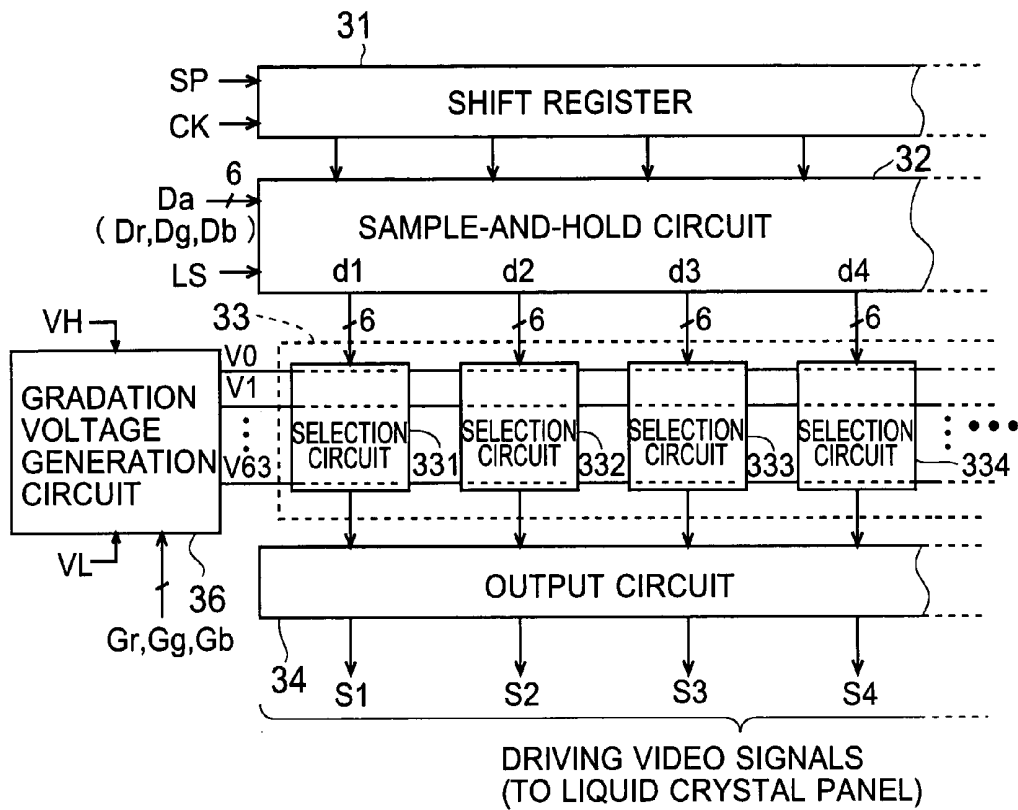 31
SP
CK
SHIFT REGISTER
32
6
Da
( Dr,Dg,Db )
LS
SAMPLE-AND-HOLD CIRCUIT
d1 d2 d3 d4
6 6 6 6
33
VH
V0
V1
V63
GRADATION
VOLTAGE
GENERATION
CIRCUIT
SELECTION
CIRCUIT
331
SELECTION
CIRCUIT
332
SELECTION
CIRCUIT
333
SELECTION
CIRCUIT
334
VL
36
Gr,Gg,Gb
OUTPUT CIRCUIT
34
S1 S2 S3 S4
DRIVING VIDEO SIGNALS
(TO LIQUID CRYSTAL PANEL)